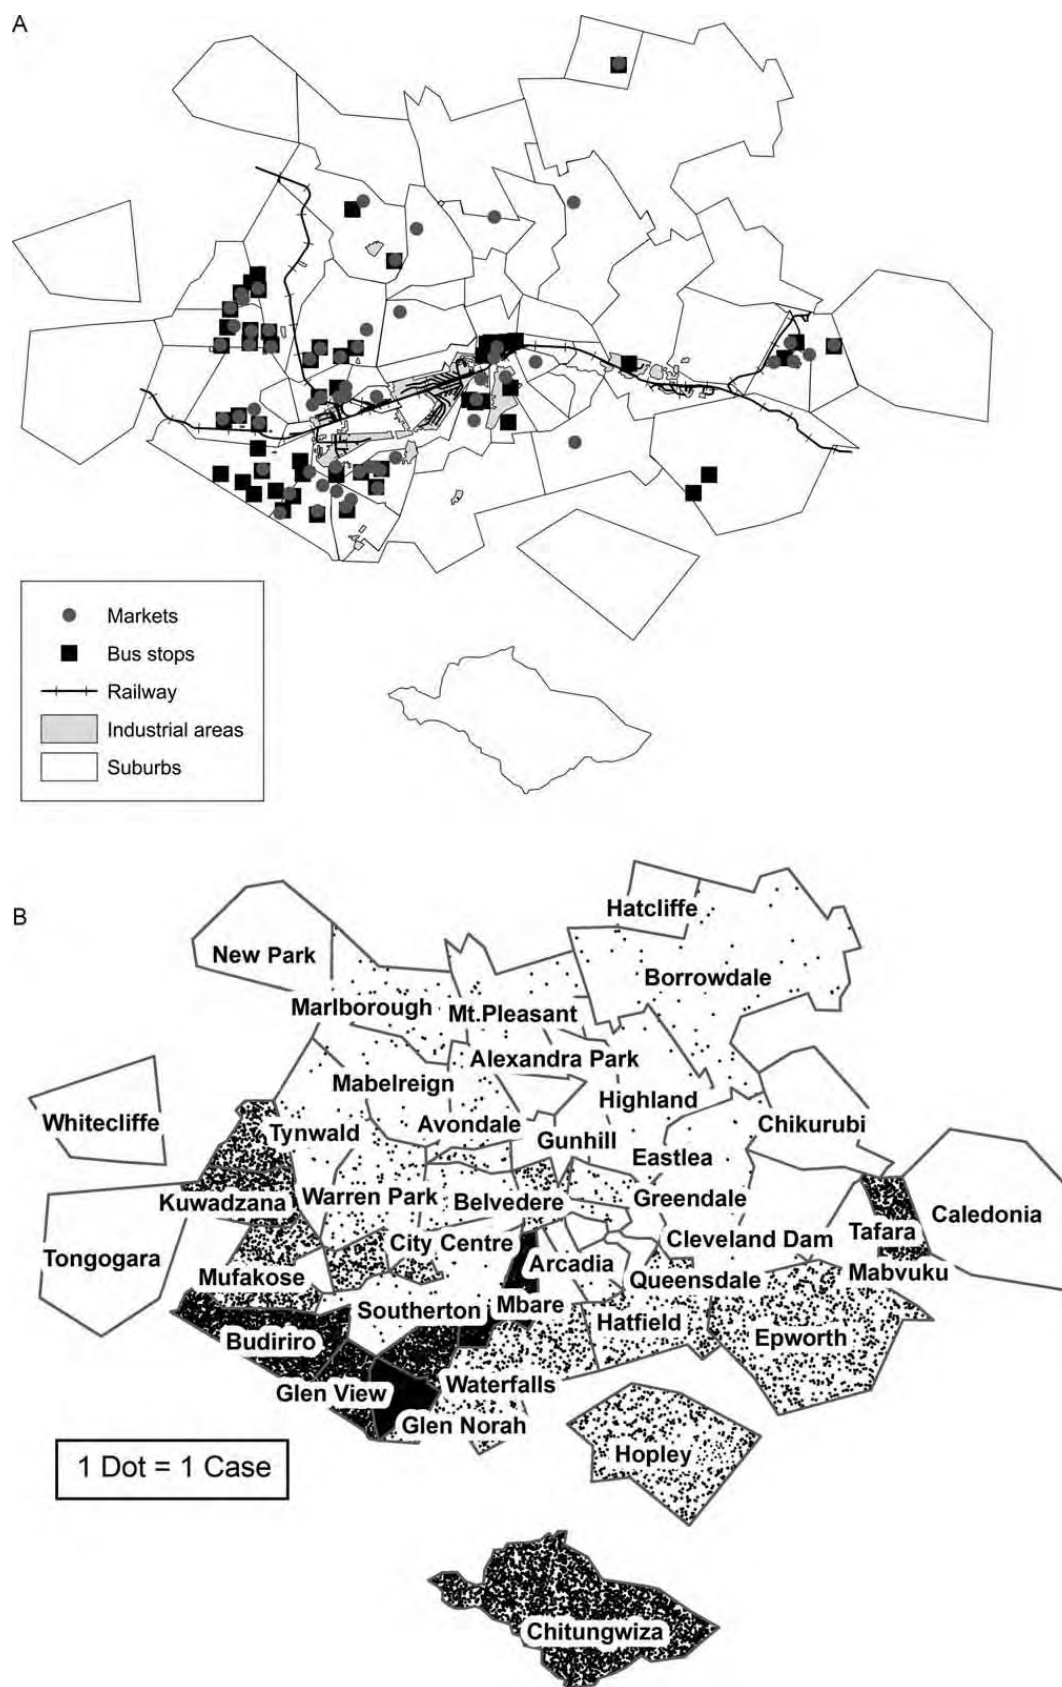 A
Markets
Bus stops
Railway
Industrial areas
Suburbs
B
Hatcliffe
New Park
Borrowdale
Marlborough
Mt.Pleasant
Alexandra Park
Mabelreign
Highland
Whitecliffe
Avondale
Chikurubi
Tynwald
Gunhill
Eastlea
Kuwadzana
Warren Park
Belvedere
Greendale
Caledonia
Tafara
City Centre
Cleveland Dam
Tongogara
Arcadia
Mabvuku
Mufakose
Queensdale
Southerton
Mbare
Hatfield
Budiriro
Epworth
Waterfalls
Glen View
Glen Norah
Hopley
1 Dot = 1 Case
Chitungwiza